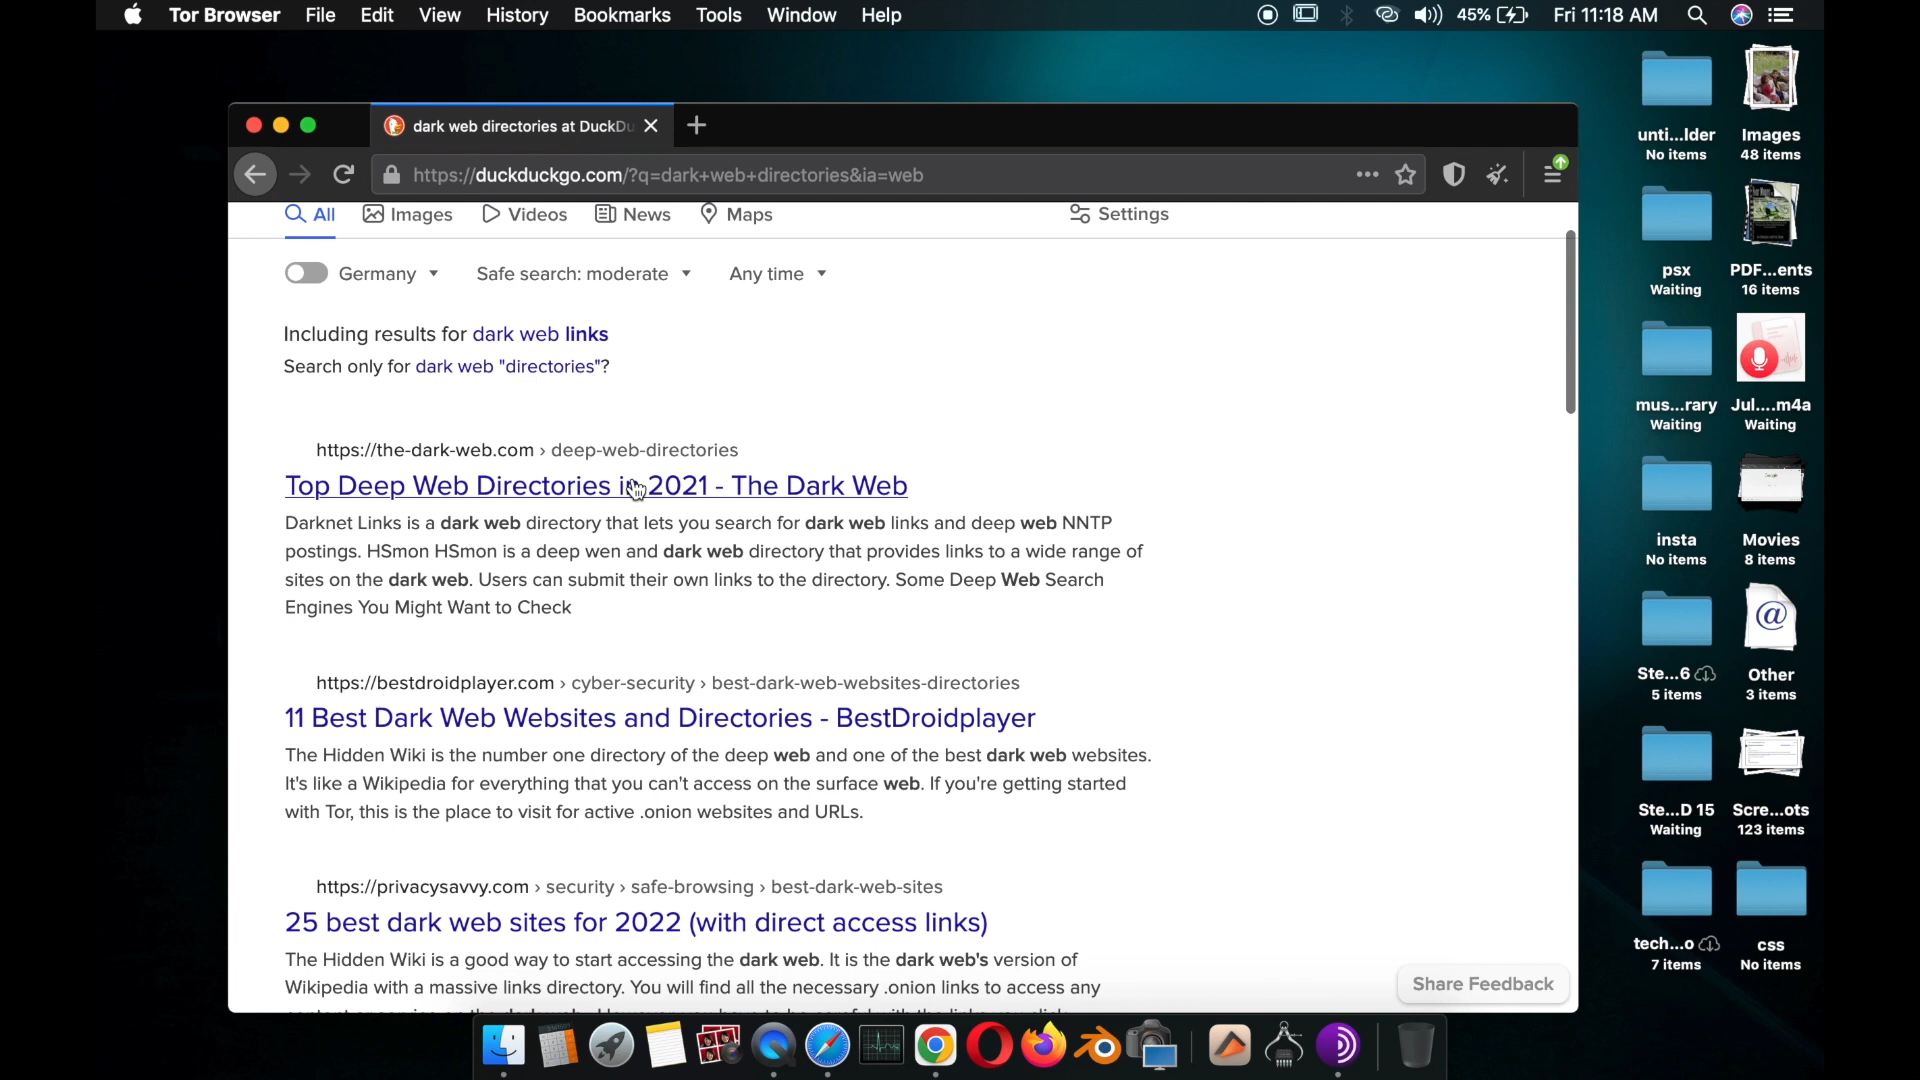 Tor Browser File Edit View History Bookmarks Tools Window Help 45% Fri 11:18 AM
dark web directories at DuckDu
https://duckduckgo.com/?q=dark+web+directories&ia=web
All Images Videos News Maps Settings
Germany Safe search: moderate Any time
Including results for dark web links
Search only for dark web "directories"?
https://the-dark-web.com › deep-web-directories
Top Deep Web Directories in 2021 - The Dark Web
Darknet Links is a dark web directory that lets you search for dark web links and deep web NNTP
postings. HSmon HSmon is a deep wen and dark web directory that provides links to a wide range of
sites on the dark web. Users can submit their own links to the directory. Some Deep Web Search
Engines You Might Want to Check
https://bestdroidplayer.com › cyber-security › best-dark-web-websites-directories
11 Best Dark Web Websites and Directories - BestDroidplayer
The Hidden Wiki is the number one directory of the deep web and one of the best dark web websites.
It's like a Wikipedia for everything that you can't access on the surface web. If you're getting started
with Tor, this is the place to visit for active .onion websites and URLs.
https://privacysavvy.com › security › safe-browsing › best-dark-web-sites
25 best dark web sites for 2022 (with direct access links)
The Hidden Wiki is a good way to start accessing the dark web. It is the dark web's version of
Wikipedia with a massive links directory. You will find all the necessary .onion links to access any
Share Feedback
unti...lder Images
No items 48 items
psx PDF...ents
Waiting 16 items
mus...rary Jul....m4a
Waiting Waiting
insta Movies
No items 8 items
Ste...6 Other
5 items 3 items
Ste...D 15 Scre...ots
Waiting 123 items
tech...o css
7 items No items